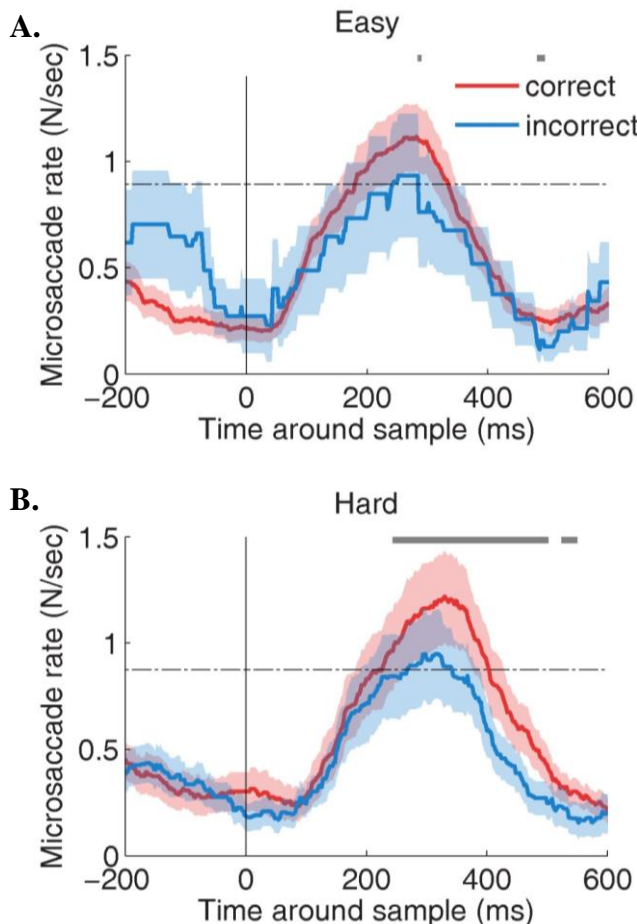 A.
Easy
Microsaccade rate (N/sec)
1.5
1
0.5
0
correct
incorrect
−200 0 200 400 600
Time around sample (ms)
B.
Hard
Microsaccade rate (N/sec)
1.5
1
0.5
0
−200 0 200 400 600
Time around sample (ms)